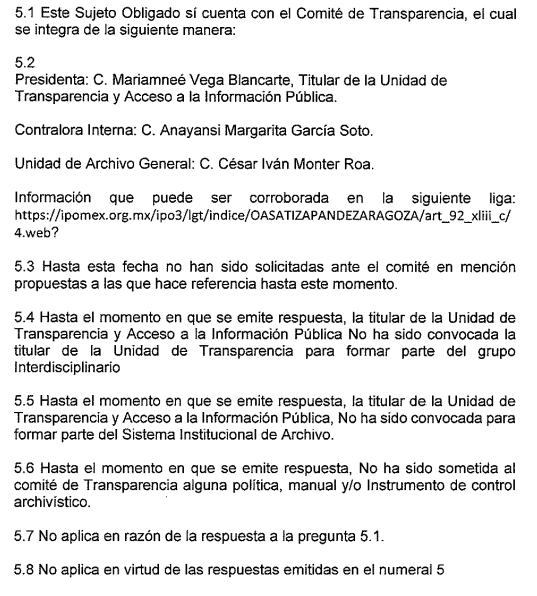 5.1 Este Sujeto Obligado sí cuenta con el Comité de Transparencia, el cual
se integra de la siguiente manera:
5.2
Presidenta: C. Mariamneé Vega Blancarte, Titular de la Unidad de
Transparencia y Acceso a la Información Pública.
Contralora Interna: C. Anayansi Margarita García Soto.
Unidad de Archivo General: C. César Iván Monter Roa.
Información que puede ser corroborada en la siguiente liga:
https://ipomex.org.mx/ipo3/lgt/indice/OASATIZAPANDEZARAGOZA/art_92_xliii_c/
4.web?
5.3 Hasta esta fecha no han sido solicitadas ante el comité en mención
propuestas a las que hace referencia hasta este momento.
5.4 Hasta el momento en que se emite respuesta, la titular de la Unidad de
Transparencia y Acceso a la Información Pública No ha sido convocada la
titular de la Unidad de Transparencia para formar parte del grupo
Interdisciplinario
5.5 Hasta el momento en que se emite respuesta, la titular de la Unidad de
Transparencia y Acceso a la Información Pública, No ha sido convocada para
formar parte del Sistema Institucional de Archivo.
5.6 Hasta el momento en que se emite respuesta, No ha sido sometida al
comité de Transparencia alguna política, manual y/o Instrumento de control
archivístico.
5.7 No aplica en razón de la respuesta a la pregunta 5.1.
5.8 No aplica en virtud de las respuestas emitidas en el numeral 5